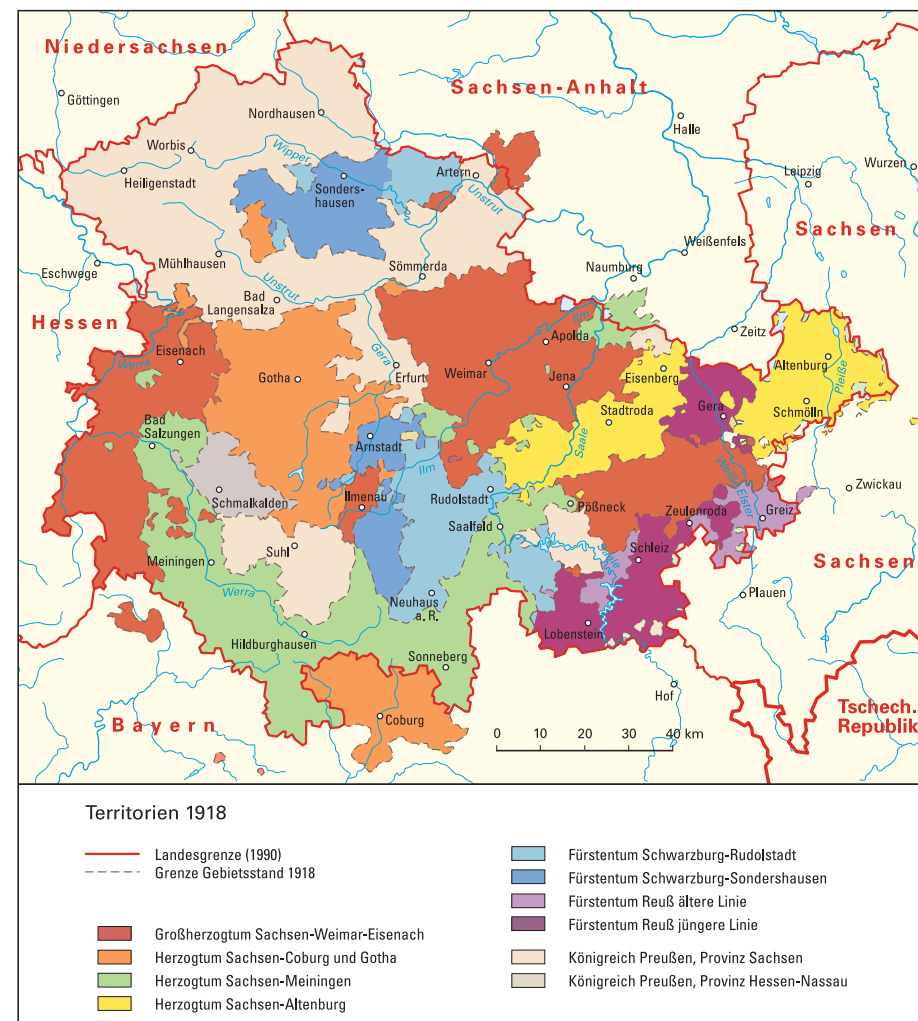 Niedersachsen
Sachsen-Anhalt
Göttingen
Nordhausen
Halle
Worbis
Wipper
Heiligenstadt
Sonders-
hausen
Artern
Unstrut
Leipzig
Wurzen
Sachsen
Mühlhausen
Eschwege
Unstrut
Sömmerda
Weißenfels
Naumburg
Bad
Langensalza
Hessen
Ilm
Zeitz
Eisenach
Werra
Gotha
Gera
Erfurt
Weimar
Apolda
Jena
Eisenberg
Altenburg
Pleiße
Stadtroda
Saale
Gera
Schmölln
Bad
Salzungen
Arnstadt
Ilm
Schmalkalden
Ilmenau
Rudolstadt
Pößneck
Weiße Elster
Zwickau
Saalfeld
Zeulenroda
Greiz
Suhl
Saale
Schleiz
Meiningen
Sachsen
Werra
Neuhaus
a. R.
Plauen
Hildburghausen
Lobenstein
Sonneberg
Hof
Bayern
Coburg
Tschech.
Republik
0 10 20 30 40 km
Territorien 1918
Landesgrenze (1990)
Grenze Gebietsstand 1918
Großherzogtum Sachsen-Weimar-Eisenach
Herzogtum Sachsen-Coburg und Gotha
Herzogtum Sachsen-Meiningen
Herzogtum Sachsen-Altenburg
Fürstentum Schwarzburg-Rudolstadt
Fürstentum Schwarzburg-Sondershausen
Fürstentum Reuß ältere Linie
Fürstentum Reuß jüngere Linie
Königreich Preußen, Provinz Sachsen
Königreich Preußen, Provinz Hessen-Nassau